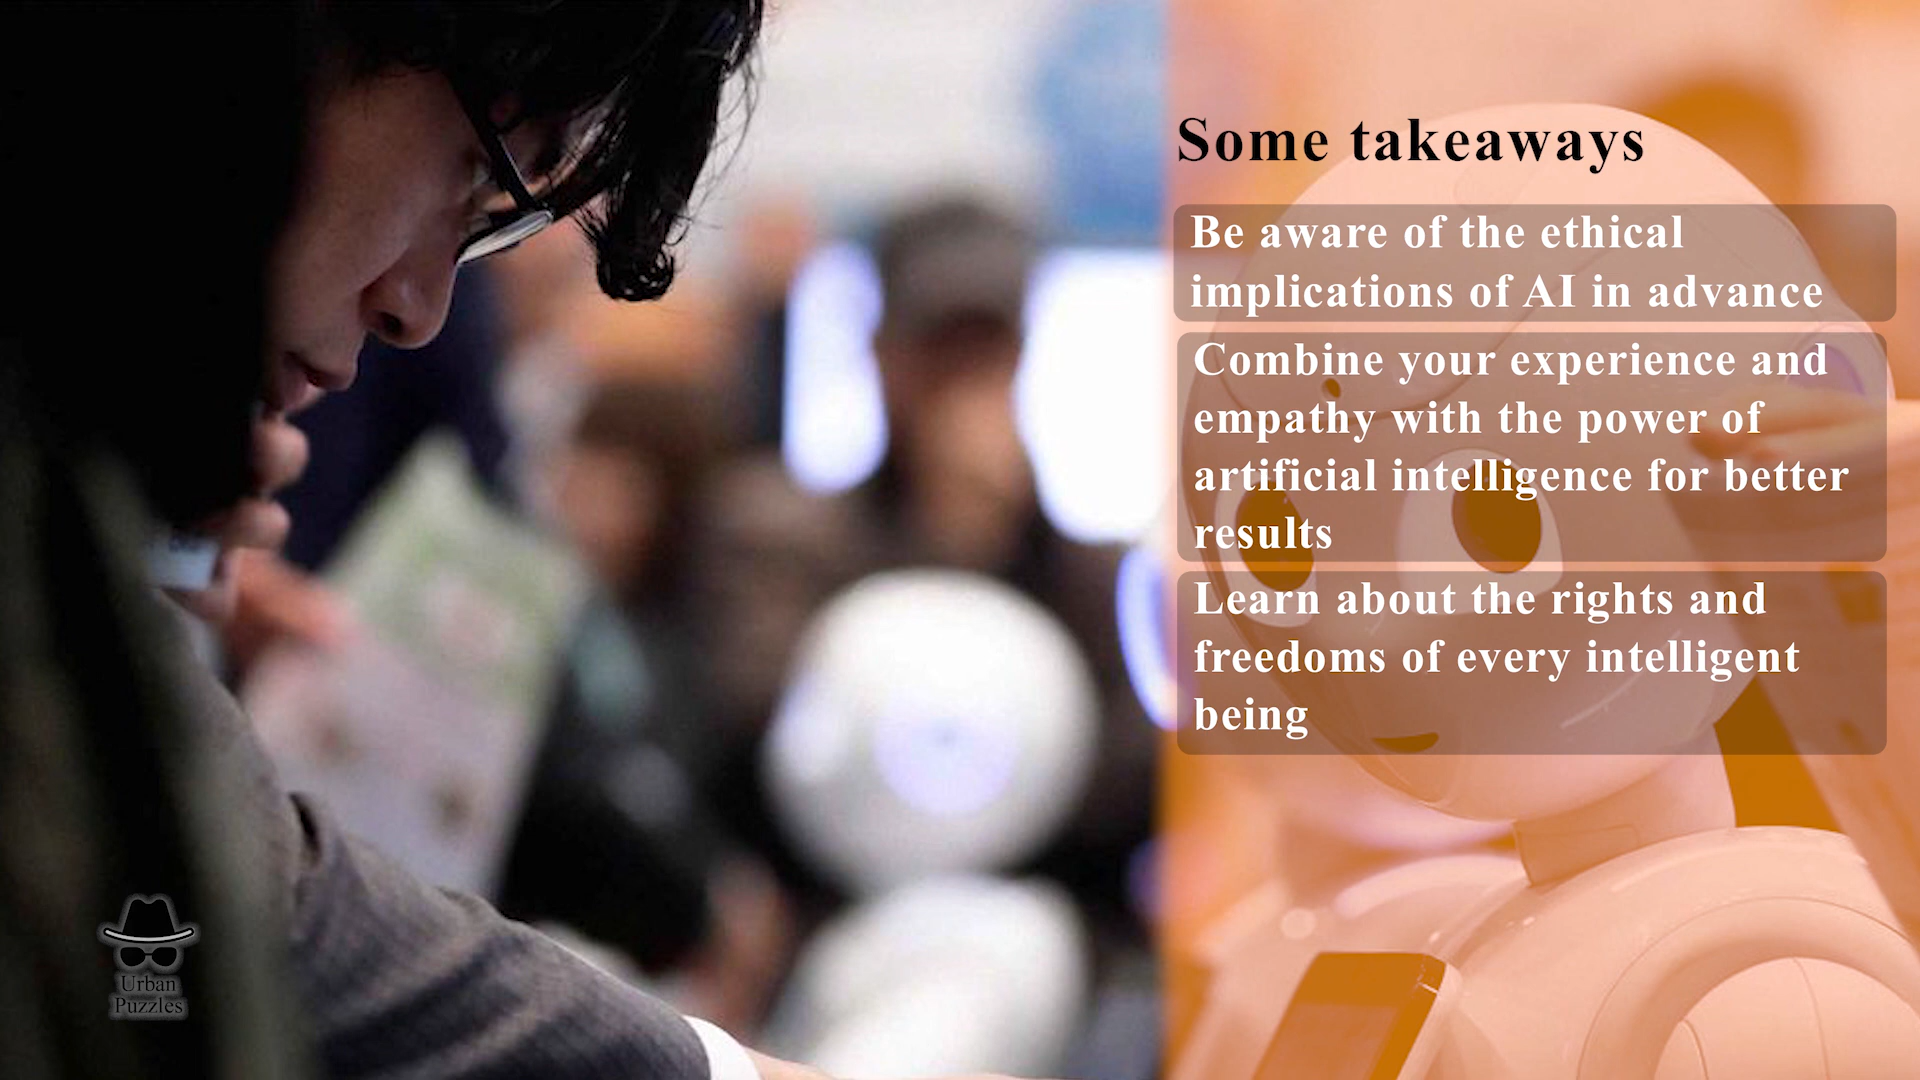 Some takeaways
Be aware of the ethical
implications of AI in advance
Combine your experience and
empathy with the power of
artificial intelligence for better
results
Learn about the rights and
freedoms of every intelligent
being
Urban
Puzzles